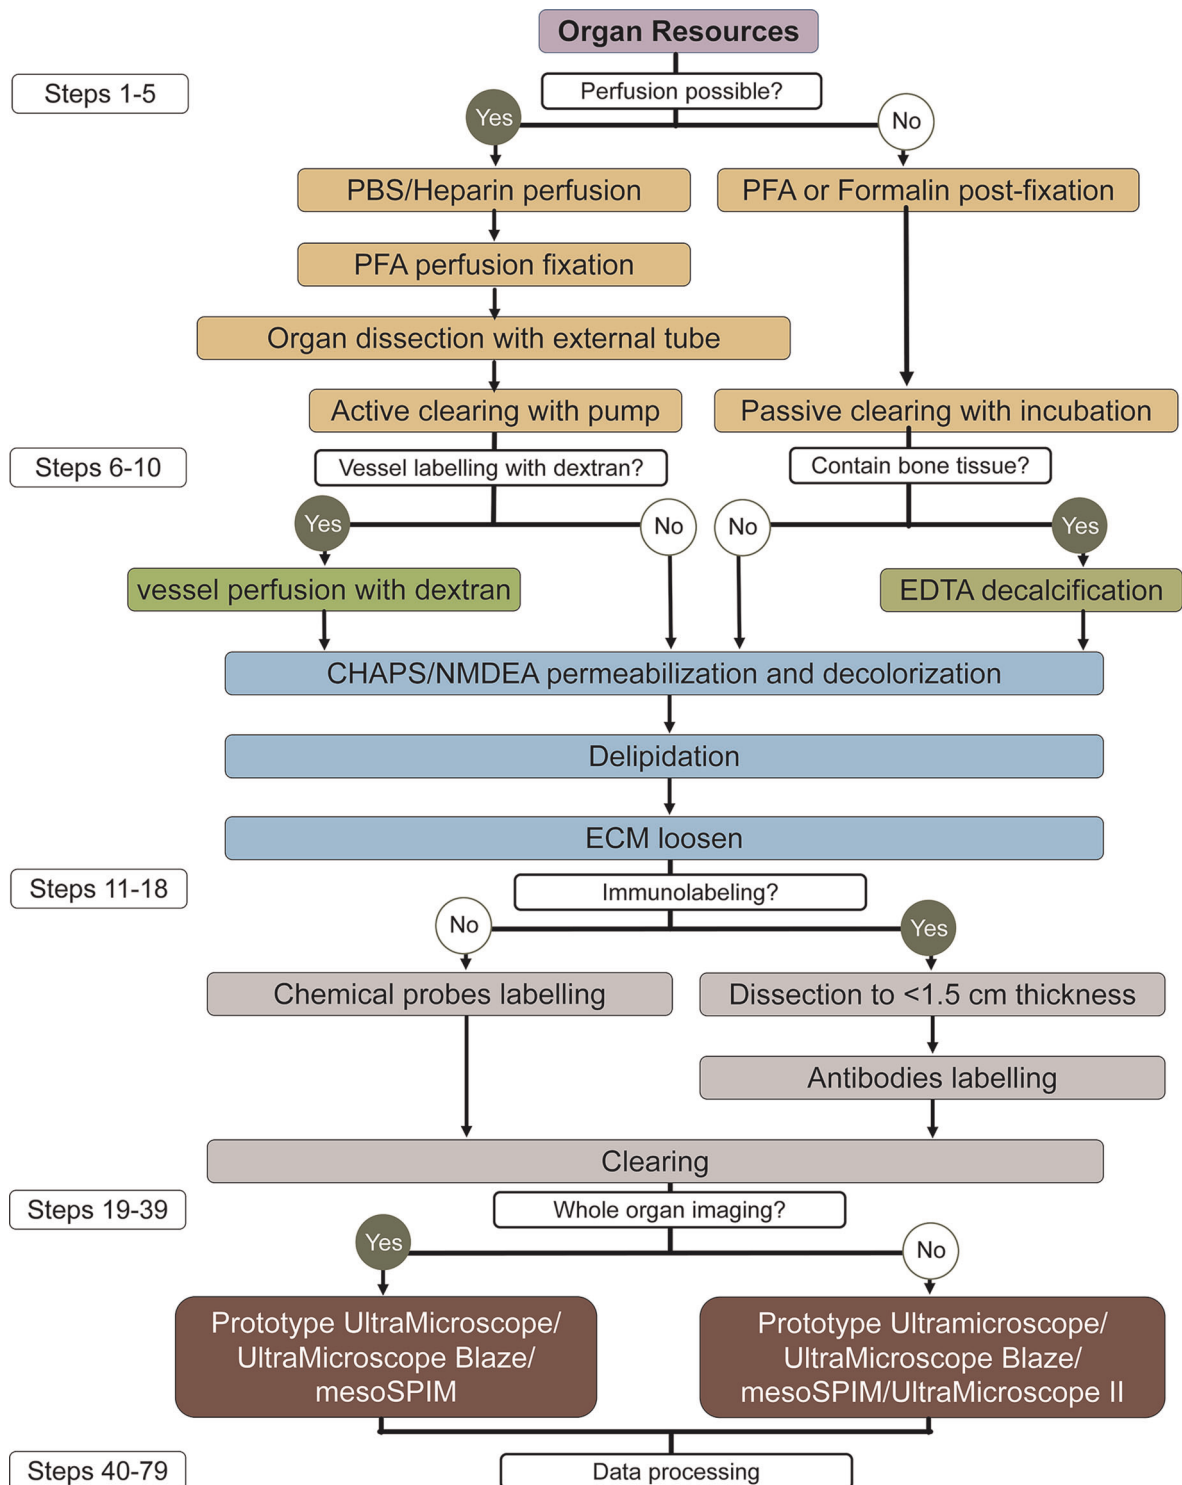 Organ Resources
Steps 1-5
Perfusion possible?
Yes
No
PBS/Heparin perfusion
PFA or Formalin post-fixation
PFA perfusion fixation
Organ dissection with external tube
Active clearing with pump
Passive clearing with incubation
Steps 6-10
Vessel labelling with dextran?
Contain bone tissue?
Yes
No
No
Yes
vessel perfusion with dextran
EDTA decalcification
CHAPS/NMDEA permeabilization and decolorization
Delipidation
ECM loosen
Steps 11-18
Immunolabeling?
No
Yes
Chemical probes labelling
Dissection to <1.5 cm thickness
Antibodies labelling
Clearing
Steps 19-39
Whole organ imaging?
Yes
No
Prototype UltraMicroscope/
UltraMicroscope Blaze/
mesoSPIM
Prototype Ultramicroscope/
UltraMicroscope Blaze/
mesoSPIM/UltraMicroscope II
Steps 40-79
Data processing